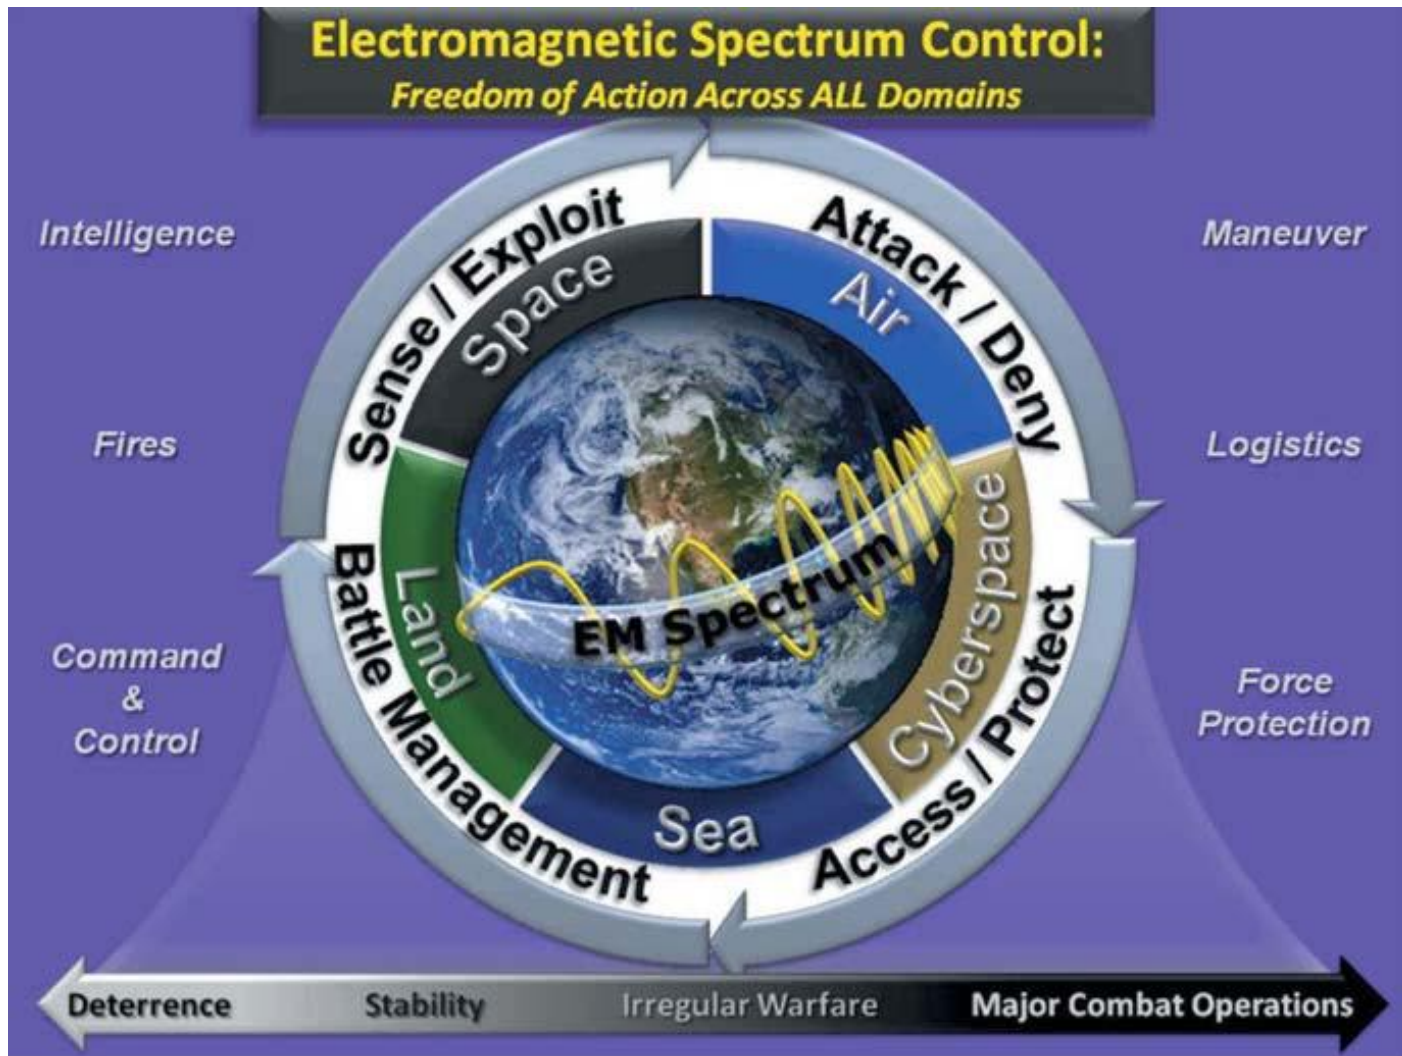 Electromagnetic Spectrum Control:
Freedom of Action Across ALL Domains
Intelligence
Fires
Command
&
Control
Sense / Exploit
Attack / Deny
Access / Protect
Battle Management
Space
Air
Cyberspace
Sea
Land
EM Spectrum
Maneuver
Logistics
Force
Protection
Deterrence
Stability
Irregular Warfare
Major Combat Operations